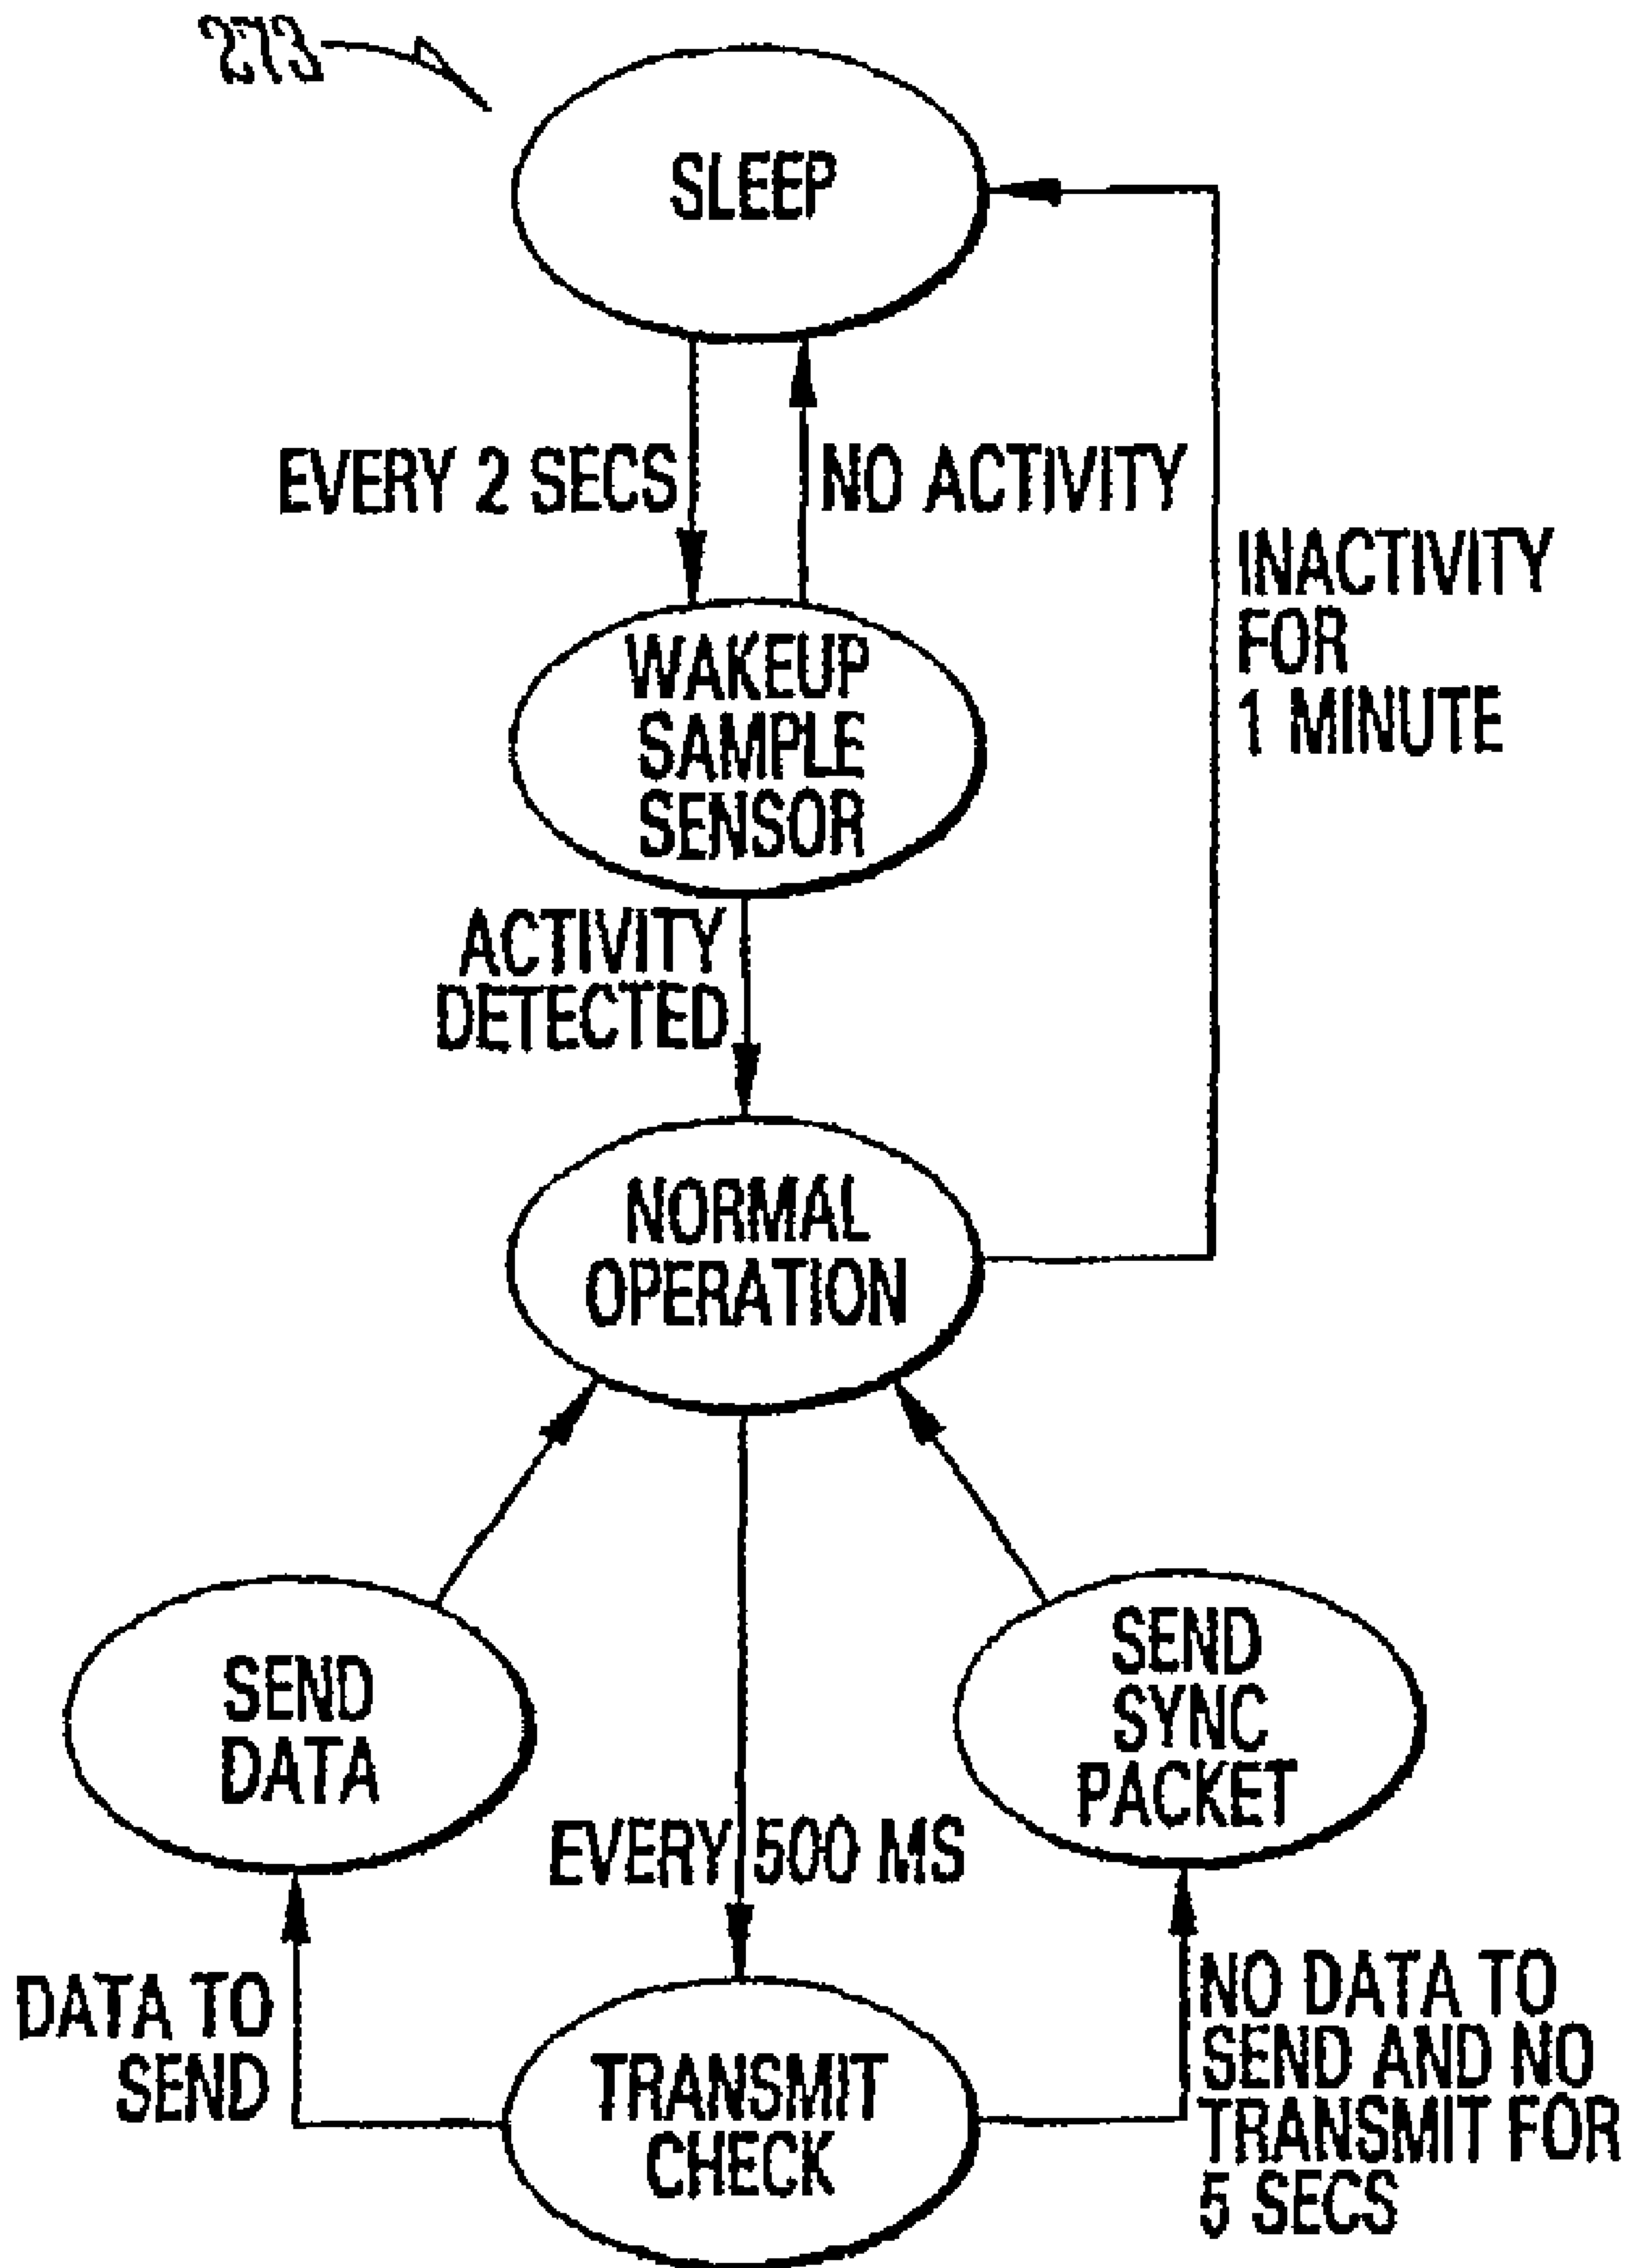 273
SLEEP
EVERY 2 SECS
NO ACTIVITY
INACTIVITY
FOR
1 MINUTE
WAKEUP
SAMPLE
SENSOR
ACTIVITY
DETECTED
NORMAL
OPERATION
SEND
DATA
SEND
SYNC
PACKET
EVERY 500 MS
DATA TO
SEND
TRANSMIT
CHECK
NO DATA TO
SEND AND NO
TRANSMIT FOR
5 SECS